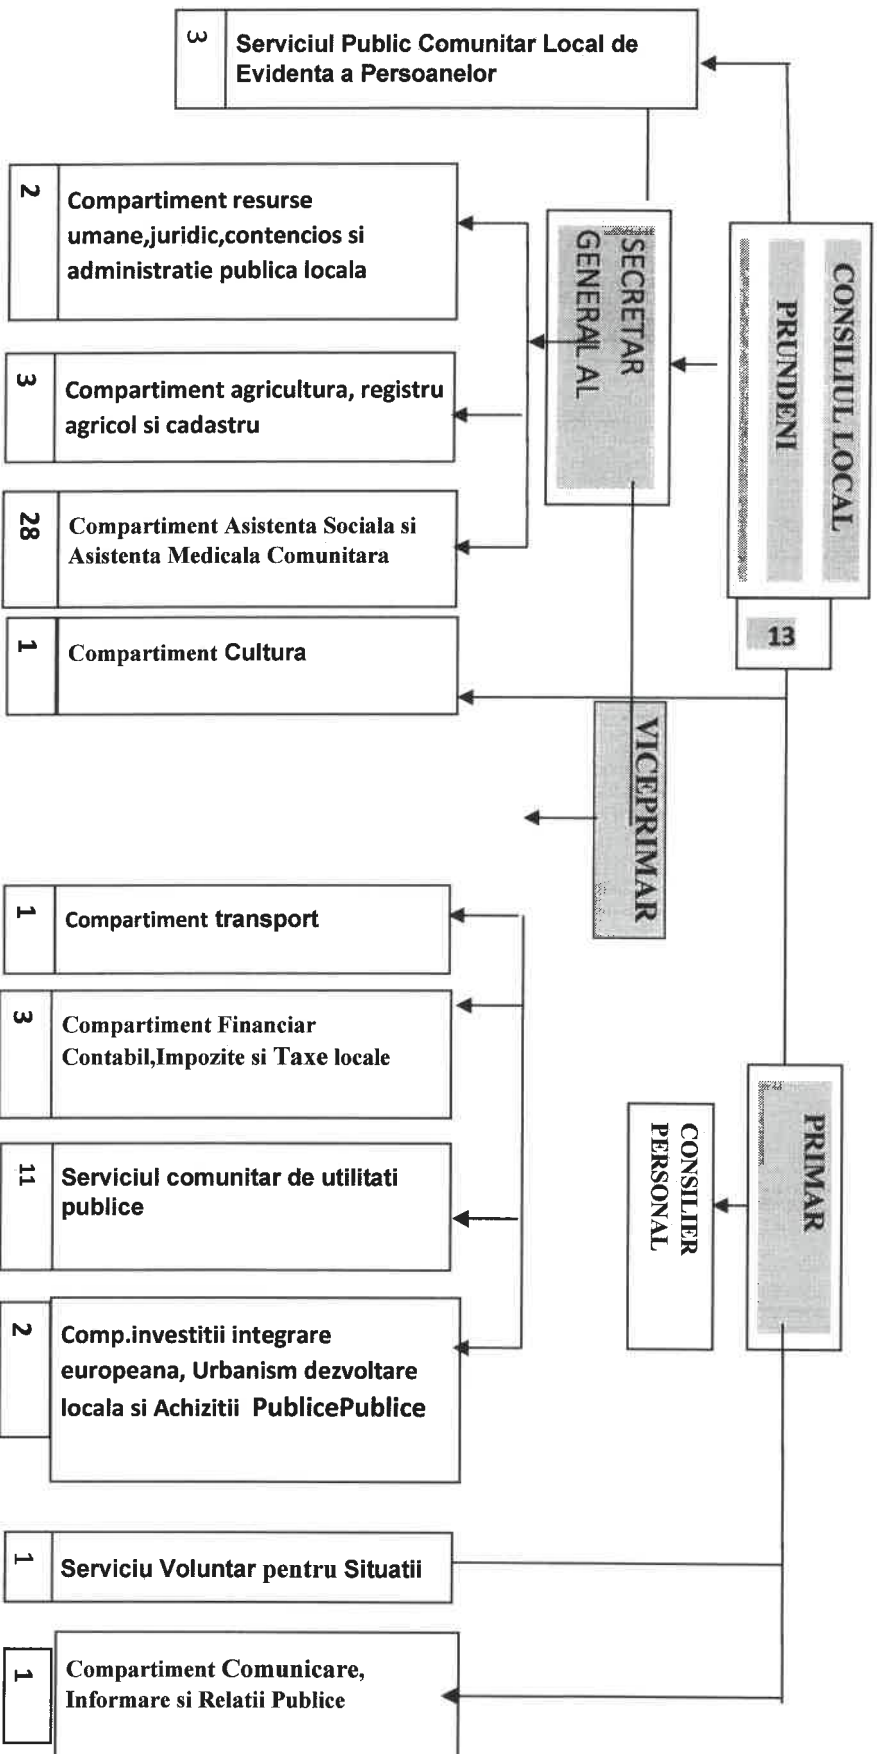 3
Serviciul Public Comunitar Local de
Evidenta a Persoanelor
CONSILIUL LOCAL
PRUNDENI
13
SECRETAR
GENERAL AL
2
Compartiment resurse
umane,juridic,contencios si
administratie publica locala
3
Compartiment agricultura, registru
agricol si cadastru
28
Compartiment Asistenta Sociala si
Asistenta Medicala Comunitara
1
Compartiment Cultura
VICEPRIMAR
1
Compartiment transport
3
Compartiment Financiar
Contabil,Impozite si Taxe locale
11
Serviciul comunitar de utilitati
publice
2
Comp.investitii integrare
europeana, Urbanism dezvoltare
locala si Achizitii PublicePublice
PRIMAR
CONSILIER
PERSONAL
1
Serviciu Voluntar pentru Situatii
1
Compartiment Comunicare,
Informare si Relatii Publice